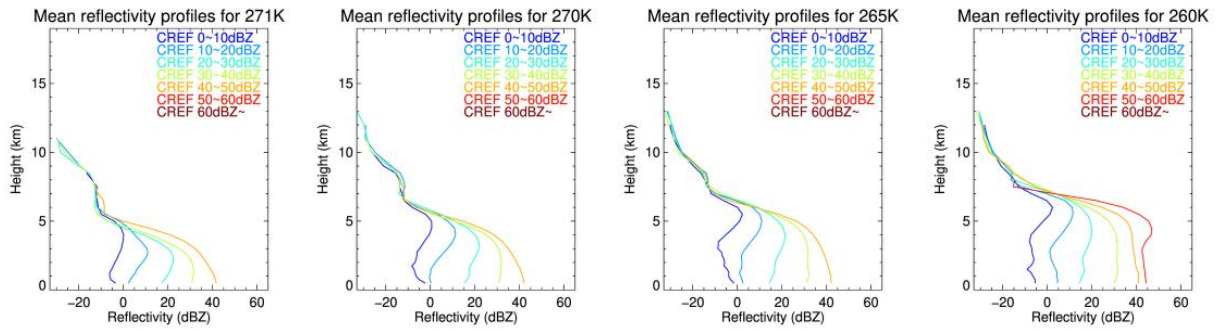 Mean reflectivity profiles for 271K
CREF 0~10dBZ
CREF 10~20dBZ
CREF 20~30dBZ
CREF 30~40dBZ
CREF 40~50dBZ
CREF 50~60dBZ
CREF 60dBZ~
15
10
5
0
Height (km)
-20 0 20 40 60
Reflectivity (dBZ)
Mean reflectivity profiles for 270K
CREF 0~10dBZ
CREF 10~20dBZ
CREF 20~30dBZ
CREF 30~40dBZ
CREF 40~50dBZ
CREF 50~60dBZ
CREF 60dBZ~
15
10
5
0
Height (km)
-20 0 20 40 60
Reflectivity (dBZ)
Mean reflectivity profiles for 265K
CREF 0~10dBZ
CREF 10~20dBZ
CREF 20~30dBZ
CREF 30~40dBZ
CREF 40~50dBZ
CREF 50~60dBZ
CREF 60dBZ~
15
10
5
0
Height (km)
-20 0 20 40 60
Reflectivity (dBZ)
Mean reflectivity profiles for 260K
CREF 0~10dBZ
CREF 10~20dBZ
CREF 20~30dBZ
CREF 30~40dBZ
CREF 40~50dBZ
CREF 50~60dBZ
CREF 60dBZ~
15
10
5
0
Height (km)
-20 0 20 40 60
Reflectivity (dBZ)